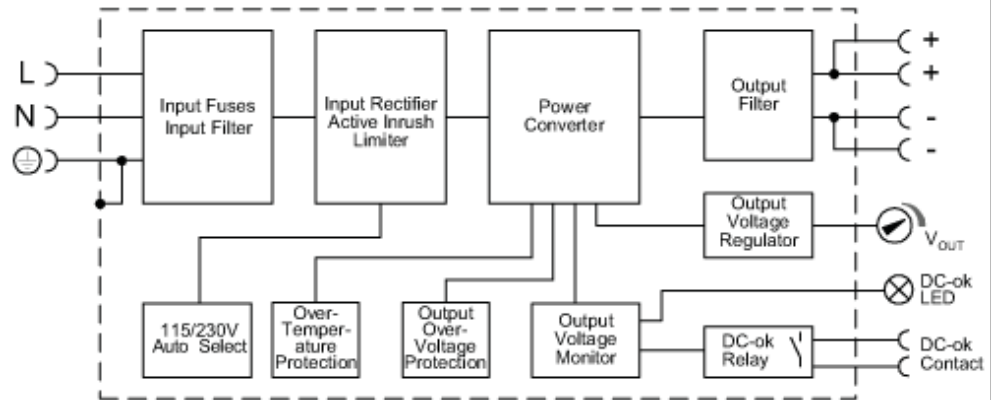 L
N
Input Fuses
Input Filter
Input Rectifier
Active Inrush
Limiter
Power
Converter
Output
Filter
+
+
-
-
Output
Voltage
Regulator
VOUT
115/230V
Auto Select
Over-
Temper-
ature
Protection
Output
Over-
Voltage
Protection
Output
Voltage
Monitor
DC-ok
LED
DC-ok
Relay
DC-ok
Contact